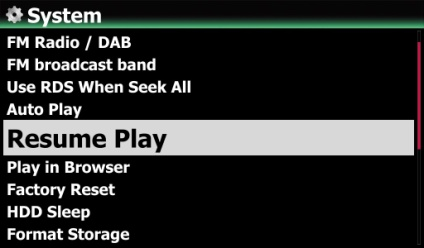 System
FM Radio / DAB
FM broadcast band
Use RDS When Seek All
Auto Play
Resume Play
Play in Browser
Factory Reset
HDD Sleep
Format Storage